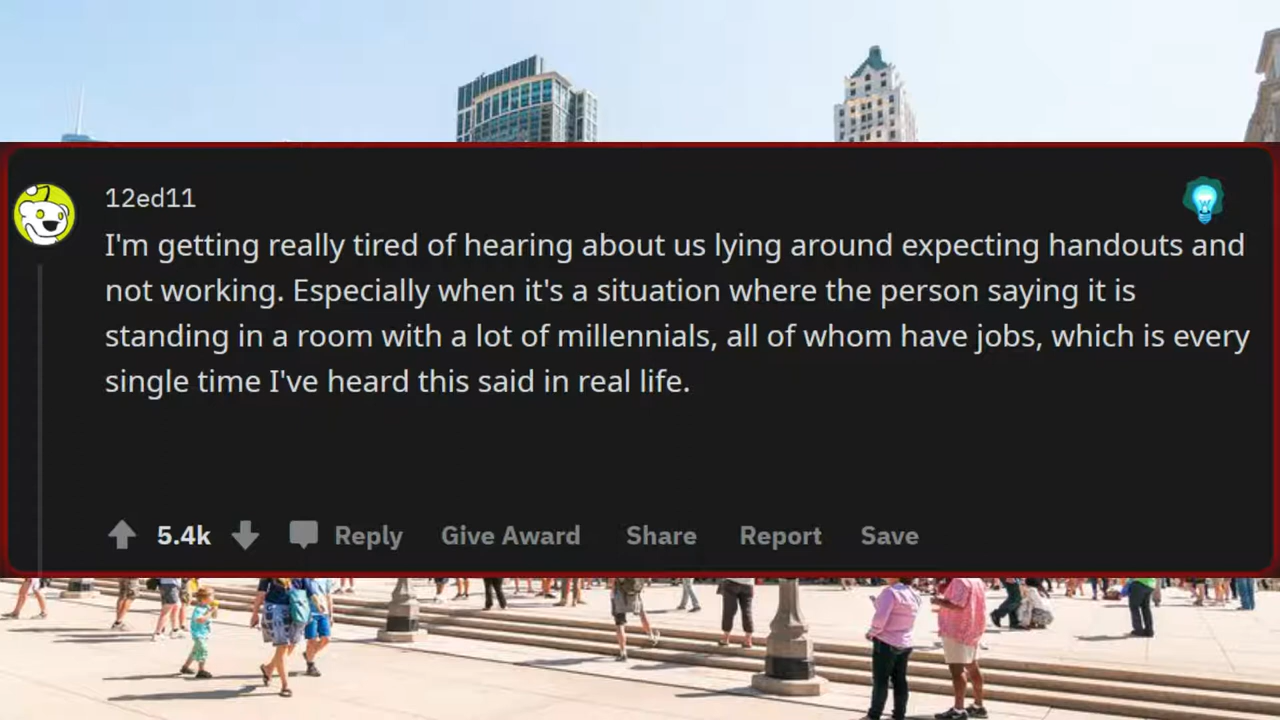 12ed11
I'm getting really tired of hearing about us lying around expecting handouts and
not working. Especially when it's a situation where the person saying it is
standing in a room with a lot of millennials, all of whom have jobs, which is every
single time I've heard this said in real life.
5.4k Reply Give Award Share Report Save